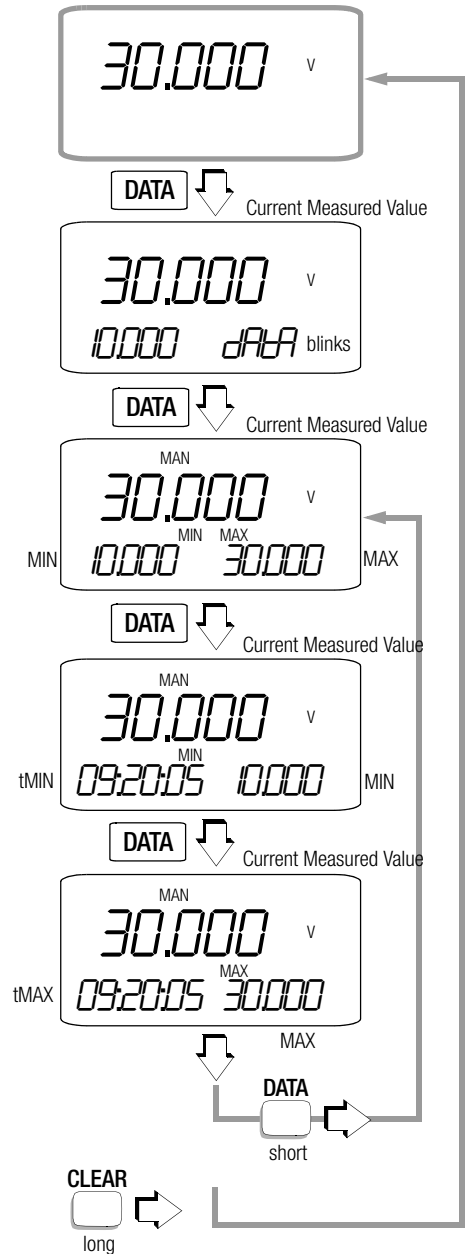 30.000 V
DATA
Current Measured Value
30.000 V
10.000 dAtA blinks
DATA
Current Measured Value
MAN
30.000 V
MIN MAX
MIN 10.000 30.000 MAX
DATA
Current Measured Value
MAN
30.000 V
MIN
tMIN 09:20:05 10.000 MIN
DATA
Current Measured Value
MAN
30.000 V
MAX
tMAX 09:20:05 30.000
MAX
DATA
short
CLEAR
long